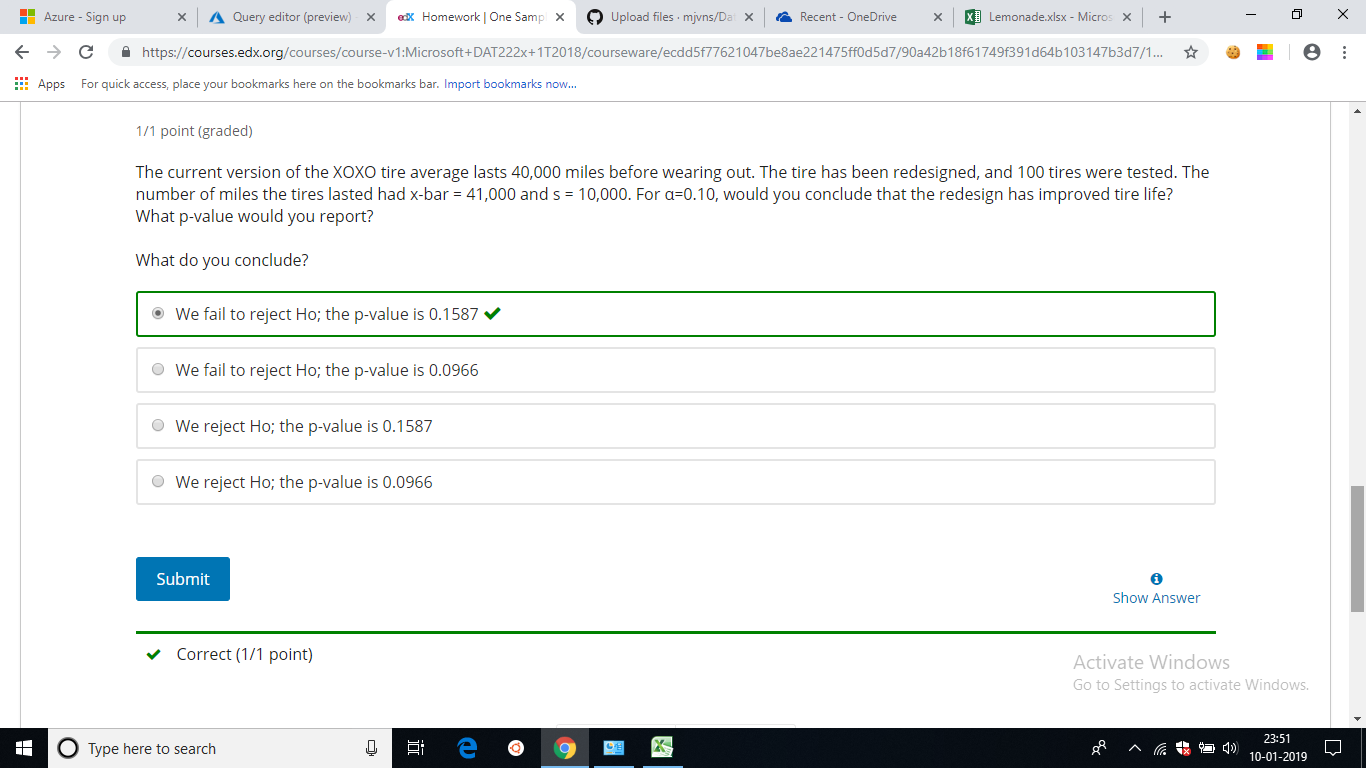 Azure - Sign up
Query editor (preview) -
edX Homework | One Samp
Upload files · mjvns/Dat
Recent - OneDrive
Lemonade.xlsx - Micros
https://courses.edx.org/courses/course-v1:Microsoft+DAT222x+1T2018/courseware/ecdd5f77621047be8ae221475ff0d5d7/90a42b18f61749f391d64b103147b3d7/1...
Apps For quick access, place your bookmarks here on the bookmarks bar. Import bookmarks now...
1/1 point (graded)
The current version of the XOXO tire average lasts 40,000 miles before wearing out. The tire has been redesigned, and 100 tires were tested. The
number of miles the tires lasted had x-bar = 41,000 and s = 10,000. For α=0.10, would you conclude that the redesign has improved tire life?
What p-value would you report?
What do you conclude?
We fail to reject Ho; the p-value is 0.1587
We fail to reject Ho; the p-value is 0.0966
We reject Ho; the p-value is 0.1587
We reject Ho; the p-value is 0.0966
Submit
Show Answer
Correct (1/1 point)
Activate Windows
Go to Settings to activate Windows.
Type here to search
23:51
10-01-2019